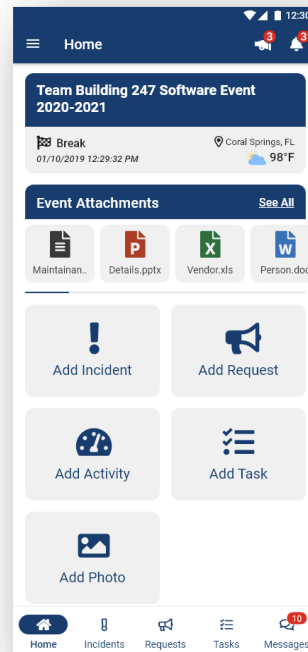 12:30
Home
3
3
Team Building 247 Software Event
2020-2021
Break
Coral Springs, FL
01/10/2019 12:29:32 PM
98°F
Event Attachments
See All
Maintainan..
Details.pptx
Vendor.xls
Person.doc
Add Incident
Add Request
Add Activity
Add Task
Add Photo
10
Home
Incidents
Requests
Tasks
Messages